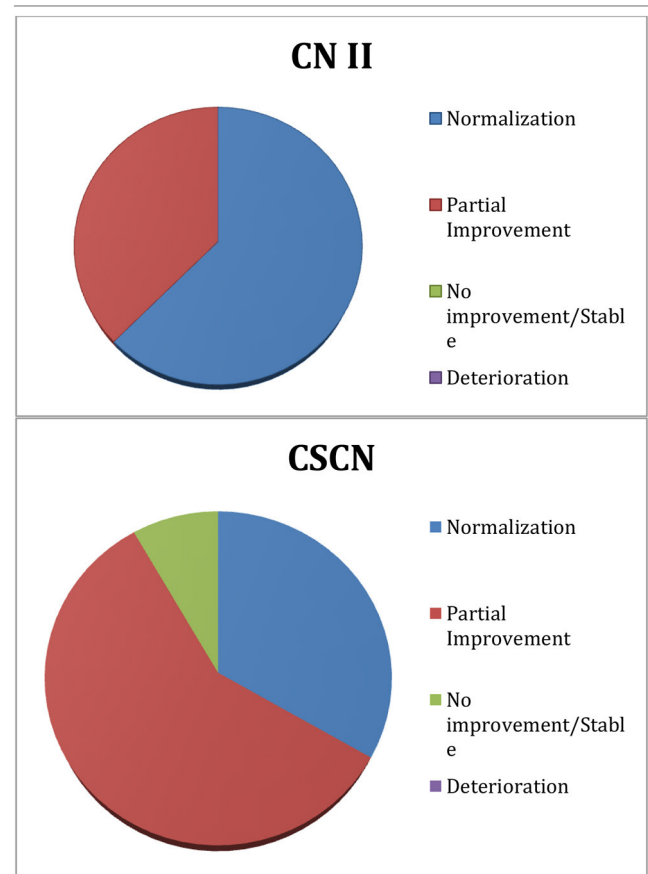 CN II
Normalization
Partial
Improvement
No
improvement/Stabl
e
Deterioration
CSCN
Normalization
Partial
Improvement
No
improvement/Stabl
e
Deterioration